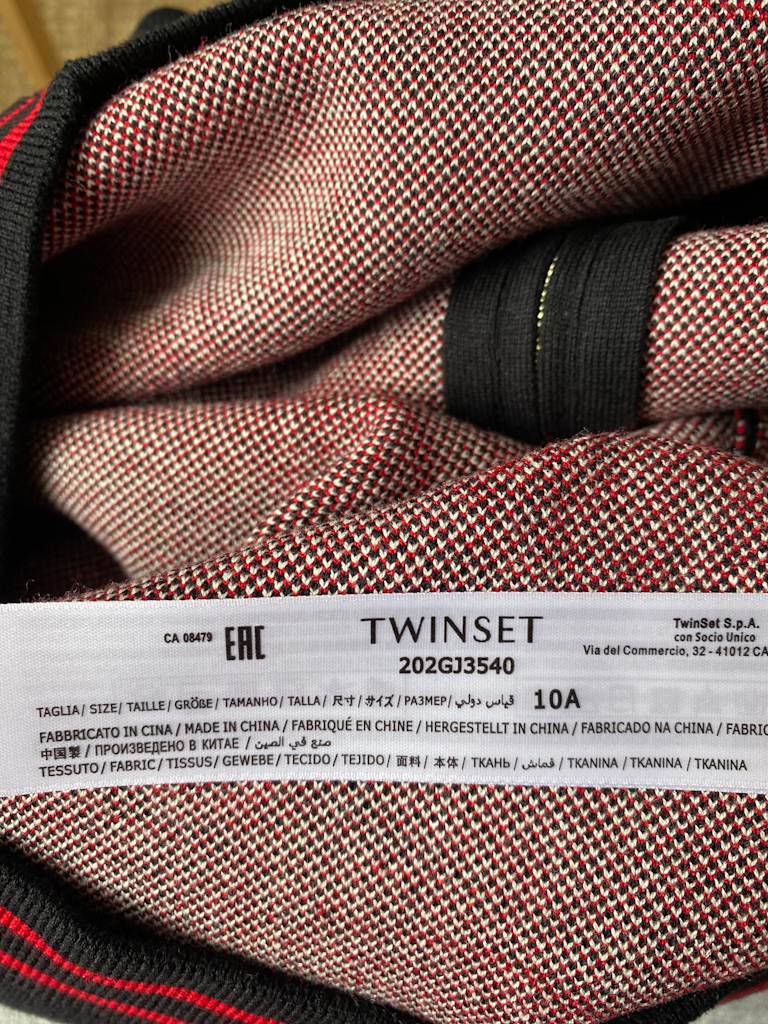 CA 08479
EAC
TWINSET
202GJ3540
TwinSet S.p.A.
con Socio Unico
Via del Commercio, 32 - 41012 CA
TAGLIA / SIZE / TAILLE / GRÖßE / TAMANHO / TALLA / 尺寸 / サイズ / РАЗМЕР / قياس دولي 10A
FABBRICATO IN CINA / MADE IN CHINA / FABRIQUÉ EN CHINE / HERGESTELLT IN CHINA / FABRICADO NA CHINA / FABRIC
中国製 / ПРОИЗВЕДЕНО В КИТАЕ / صنع في الصين
TESSUTO / FABRIC / TISSUS / GEWEBE / TECIDO / TEJIDO / 面料 / 本体 / ТКАНЬ / قماش / TKANINA / TKANINA / TKANINA